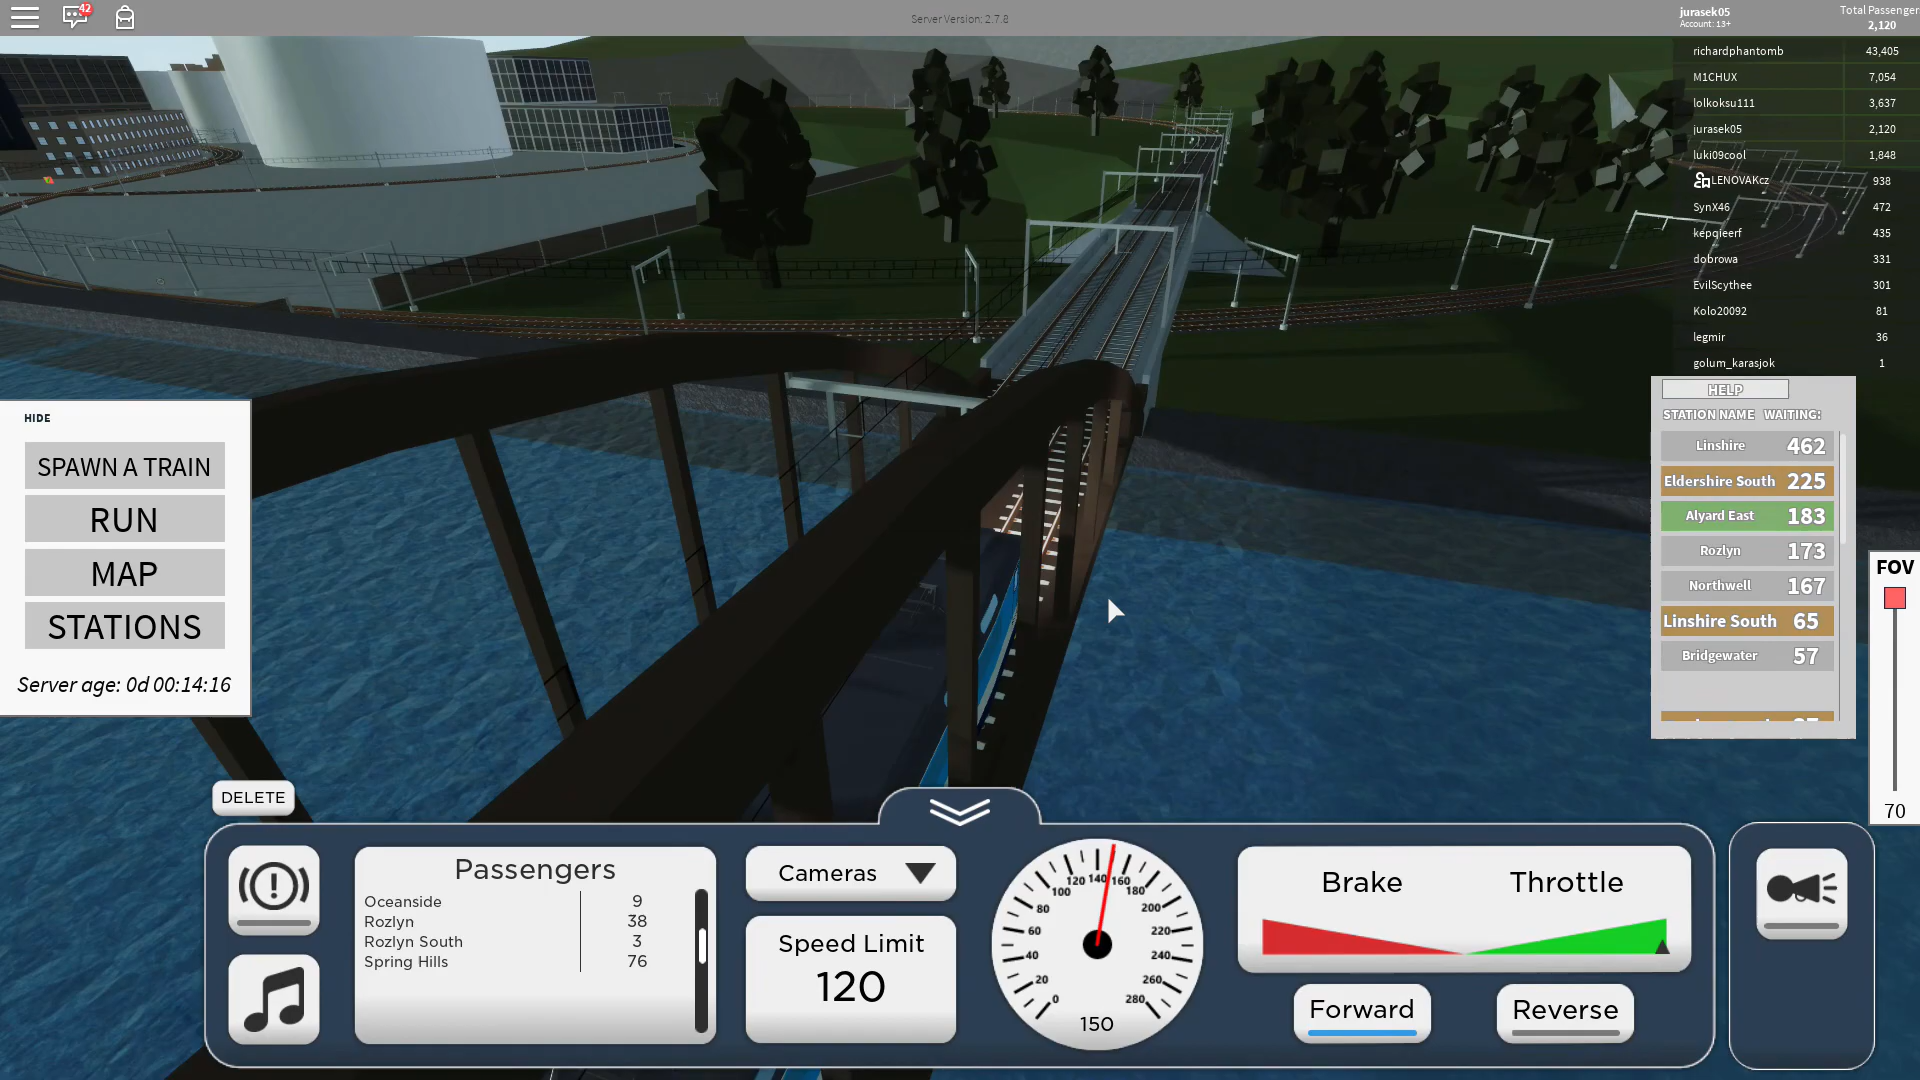 42
Server Version: 2.7.8
jurasek05
Account: 13+
Total Passenger
2,120
richardphantomb 43,405
M1CHUX 7,054
lolkoksu111 3,637
jurasek05 2,120
luki09cool 1,848
LENOVAKcz 938
SynX46 472
kepqieerf 435
dobrowa 331
EvilScythee 301
Kolo20092 81
legmir 36
golum_karasjok 1
HELP
STATION NAME WAITING:
Linshire 462
Eldershire South 225
Alyard East 183
Rozlyn 173
Northwell 167
Linshire South 65
Bridgewater 57
HIDE
SPAWN A TRAIN
RUN
MAP
STATIONS
Server age: 0d 00:14:16
FOV
70
DELETE
Passengers
Oceanside 9
Rozlyn 38
Rozlyn South 3
Spring Hills 76
Cameras
Speed Limit
120
0 20 40 60 80 100 120 140 160 180 200 220 240 260 280
150
Brake Throttle
Forward Reverse